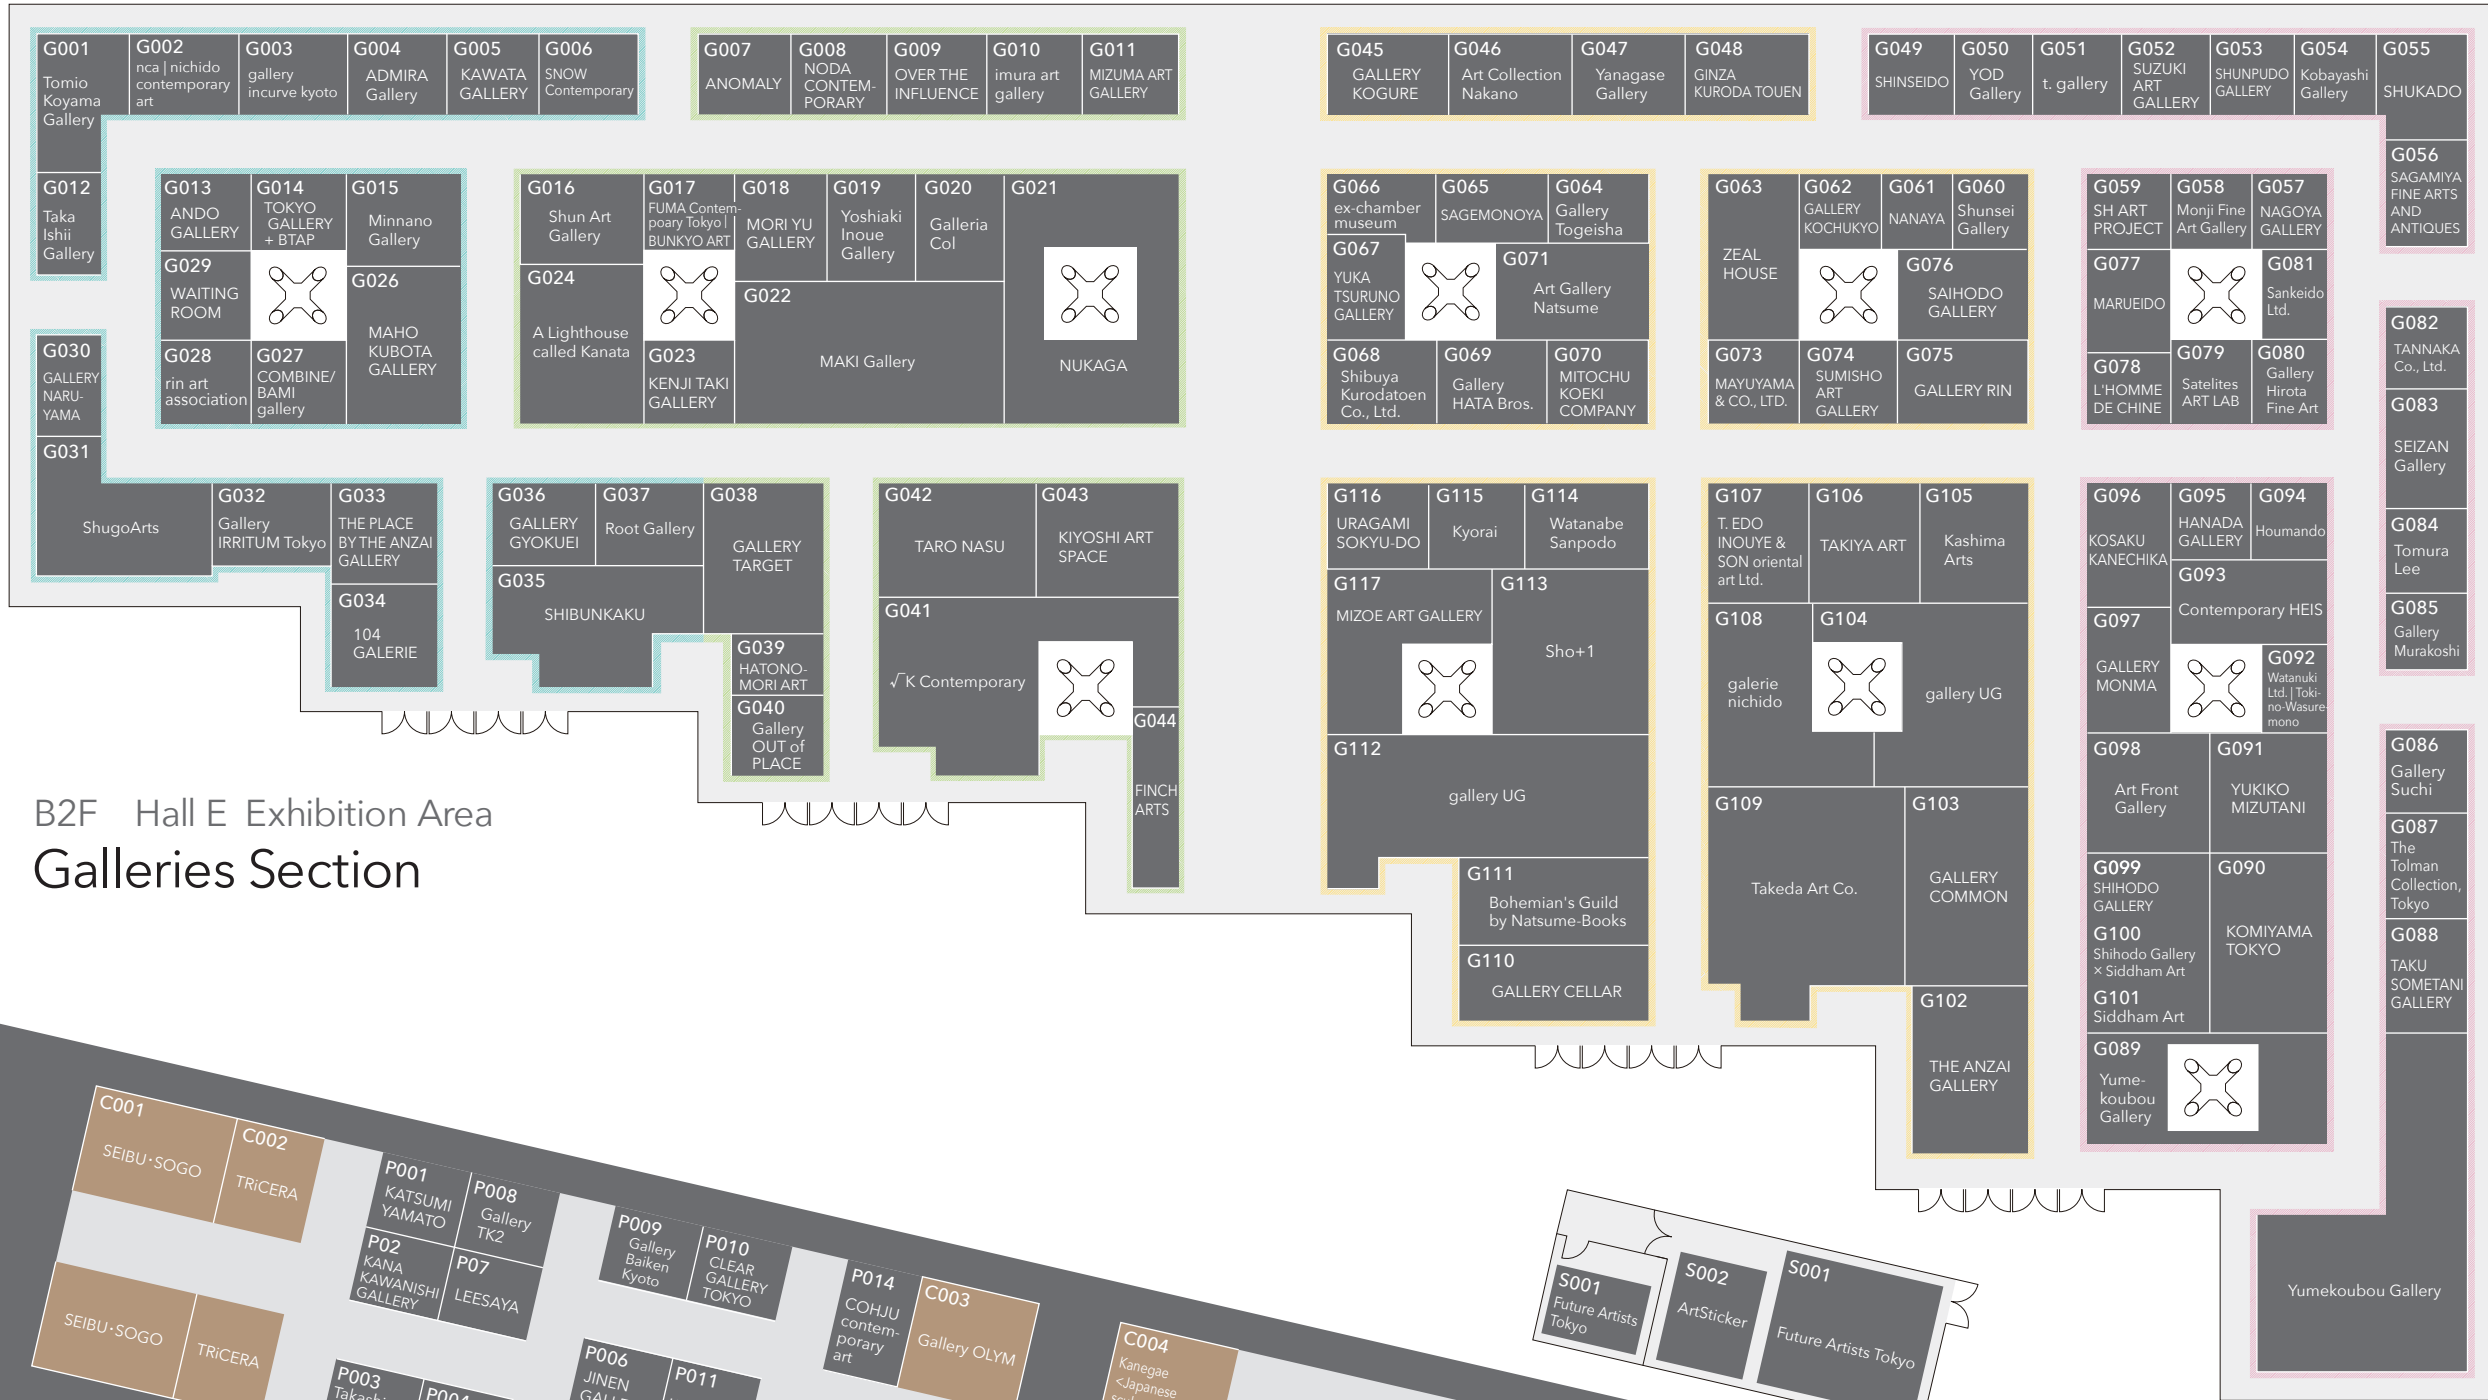 G001
Tomio
Koyama
Gallery
G002
nca | nichido
contemporary
art
G003
gallery
incurve kyoto
G004
ADMIRA
Gallery
G005
KAWATA
GALLERY
G006
SNOW
Contemporary
G007
ANOMALY
G008
NODA
CONTEM-
PORARY
G009
OVER THE
INFLUENCE
G010
imura art
gallery
G011
MIZUMA ART
GALLERY
G045
GALLERY
KOGURE
G046
Art Collection
Nakano
G047
Yanagase
Gallery
G048
GINZA
KURODA TOUEN
G049
SHINSEIDO
G050
YOD
Gallery
G051
t. gallery
G052
SUZUKI
ART
GALLERY
G053
SHUNPUDO
GALLERY
G054
Kobayashi
Gallery
G055
SHUKADO
G056
SAGAMIYA
FINE ARTS
AND
ANTIQUES
G012
Taka
Ishii
Gallery
G013
ANDO
GALLERY
G014
TOKYO
GALLERY
+ BTAP
G015
Minnano
Gallery
G029
WAITING
ROOM
G026
MAHO
KUBOTA
GALLERY
G028
rin art
association
G027
COMBINE/
BAMI
gallery
G016
Shun Art
Gallery
G017
FUMA Contem-
poary Tokyo |
BUNKYO ART
G018
MORI YU
GALLERY
G019
Yoshiaki
Inoue
Gallery
G020
Galleria
Col
G021
NUKAGA
G024
A Lighthouse
called Kanata
G022
MAKI Gallery
G023
KENJI TAKI
GALLERY
G066
ex-chamber
museum
G065
SAGEMONOYA
G064
Gallery
Togeisha
G067
YUKA
TSURUNO
GALLERY
G071
Art Gallery
Natsume
G068
Shibuya
Kurodatoen
Co., Ltd.
G069
Gallery
HATA Bros.
G070
MITOCHU
KOEKI
COMPANY
G063
ZEAL
HOUSE
G062
GALLERY
KOCHUKYO
G061
NANAYA
G060
Shunsei
Gallery
G076
SAIHODO
GALLERY
G073
MAYUYAMA
& CO., LTD.
G074
SUMISHO
ART
GALLERY
G075
GALLERY RIN
G059
SH ART
PROJECT
G058
Monji Fine
Art Gallery
G057
NAGOYA
GALLERY
G077
MARUEIDO
G081
Sankeido
Ltd.
G078
L'HOMME
DE CHINE
G079
Satelites
ART LAB
G080
Gallery
Hirota
Fine Art
G082
TANNAKA
Co., Ltd.
G083
SEIZAN
Gallery
G084
Tomura
Lee
G085
Gallery
Murakoshi
G030
GALLERY
NARU-
YAMA
G031
ShugoArts
G032
Gallery
IRRITUM Tokyo
G033
THE PLACE
BY THE ANZAI
GALLERY
G034
104
GALERIE
G036
GALLERY
GYOKUEI
G037
Root Gallery
G038
GALLERY
TARGET
G035
SHIBUNKAKU
G039
HATONO-
MORI ART
G040
Gallery
OUT of
PLACE
G042
TARO NASU
G043
KIYOSHI ART
SPACE
G041
√K Contemporary
G044
FINCH
ARTS
G116
URAGAMI
SOKYU-DO
G115
Kyorai
G114
Watanabe
Sanpodo
G117
MIZOE ART GALLERY
G113
Sho+1
G112
gallery UG
G111
Bohemian's Guild
by Natsume-Books
G110
GALLERY CELLAR
G107
T. EDO
INOUYE &
SON oriental
art Ltd.
G106
TAKIYA ART
G105
Kashima
Arts
G108
galerie
nichido
G104
gallery UG
G109
Takeda Art Co.
G103
GALLERY
COMMON
G102
THE ANZAI
GALLERY
G096
KOSAKU
KANECHIKA
G095
HANADA
GALLERY
G094
Houmando
G093
Contemporary HEIS
G097
GALLERY
MONMA
G092
Watanuki
Ltd. | Toki-
no-Wasure-
mono
G098
Art Front
Gallery
G091
YUKIKO
MIZUTANI
G099
SHIHODO
GALLERY
G100
Shihodo Gallery
× Siddham Art
G101
Siddham Art
G090
KOMIYAMA
TOKYO
G089
Yume-
koubou
Gallery
G086
Gallery
Suchi
G087
The
Tolman
Collection,
Tokyo
G088
TAKU
SOMETANI
GALLERY
Yumekoubou Gallery
B2F Hall E Exhibition Area
Galleries Section
C001
SEIBU･SOGO
C002
TRiCERA
SEIBU･SOGO
TRiCERA
P001
KATSUMI
YAMATO
P008
Gallery
TK2
P02
KANA
KAWANISHI
GALLERY
P07
LEESAYA
P009
Gallery
Baiken
Kyoto
P010
CLEAR
GALLERY
TOKYO
P014
COHJU
contem-
porary
art
C003
Gallery OLYM
C004
Kanegae
<Japanese
P003
P004
P006
JINEN
P011
S001
Future Artists
Tokyo
S002
ArtSticker
S001
Future Artists Tokyo